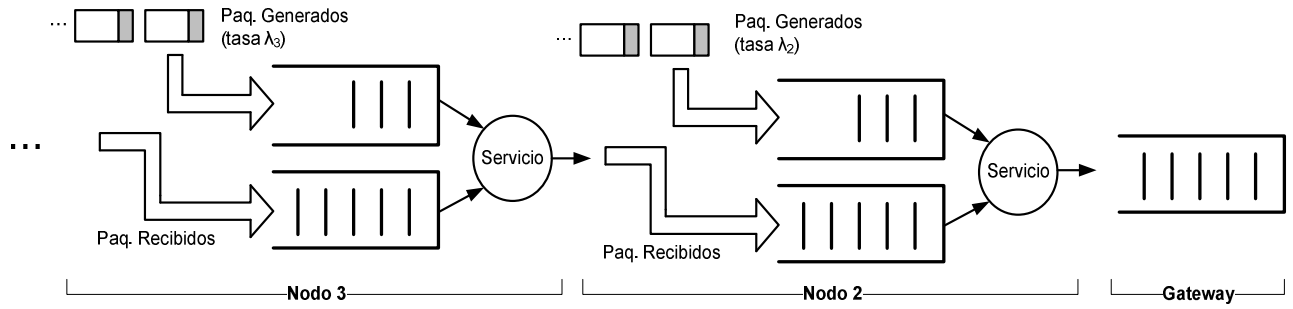 ... Paq. Generados
(tasa λ₃)
... Paq. Generados
(tasa λ₂)
...
Servicio
Servicio
Paq. Recibidos
Paq. Recibidos
Nodo 3
Nodo 2
Gateway